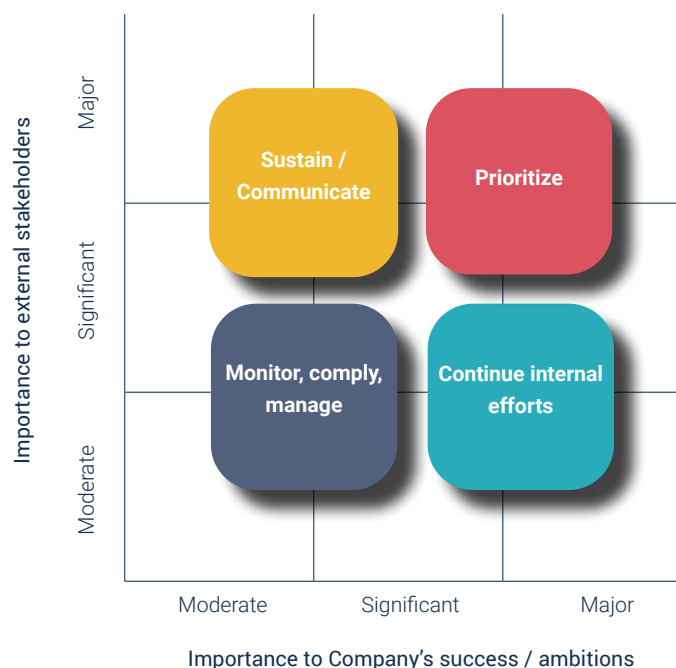 Importance to external stakeholders
Major
Significant
Moderate
Sustain /
Communicate
Prioritize
Monitor, comply,
manage
Continue internal
efforts
Moderate
Significant
Major
Importance to Company’s success / ambitions